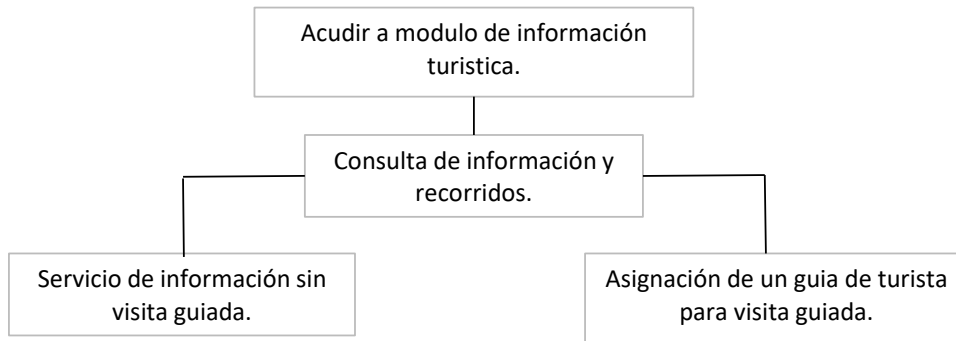 Acudir a modulo de información
turistica.
Consulta de información y
recorridos.
Servicio de información sin
visita guiada.
Asignación de un guia de turista
para visita guiada.